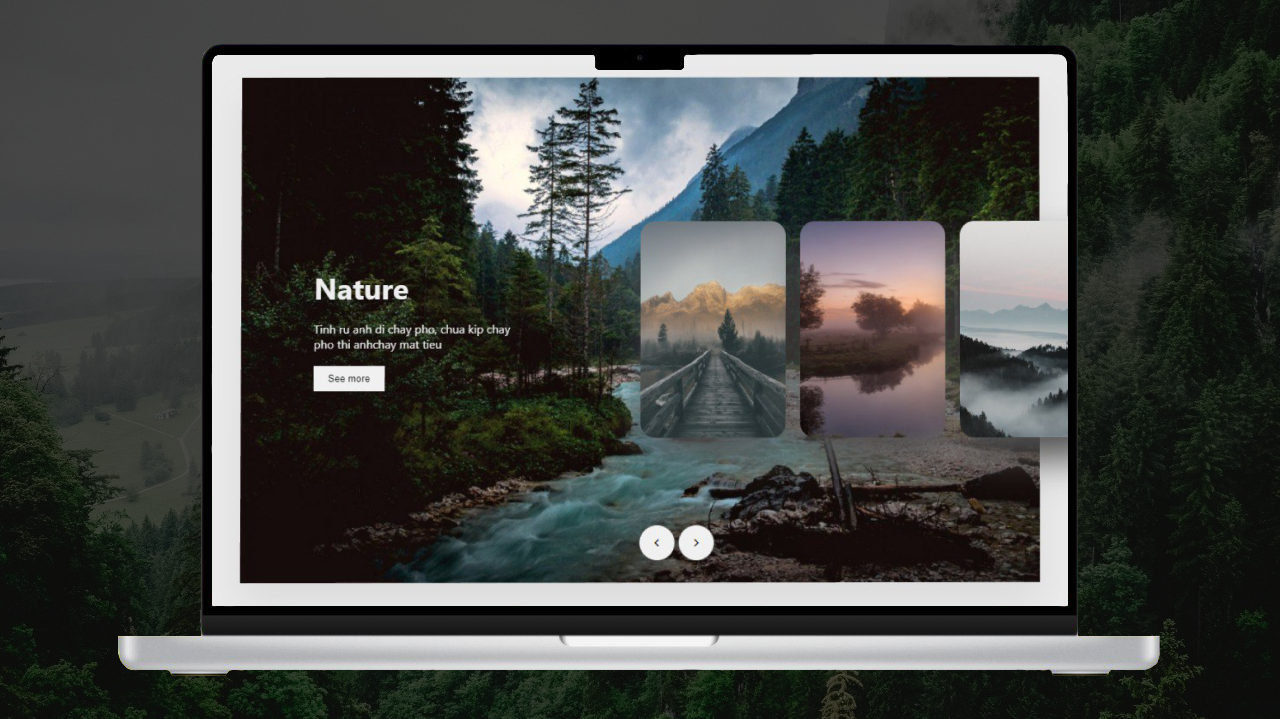 Nature
Tinh ru anh di chay pho, chua kip chay
pho thi anhchay mat tieu
See more